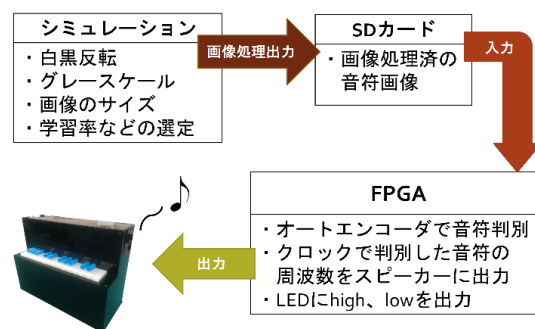 シミュレーション
・白黒反転
・グレースケール
・画像のサイズ
・学習率などの選定
画像処理出力
SDカード
・画像処理済の
音符画像
入力
FPGA
・オートエンコーダで音符判別
・クロックで判別した音符の
周波数をスピーカーに出力
・LEDにhigh、lowを出力
出力